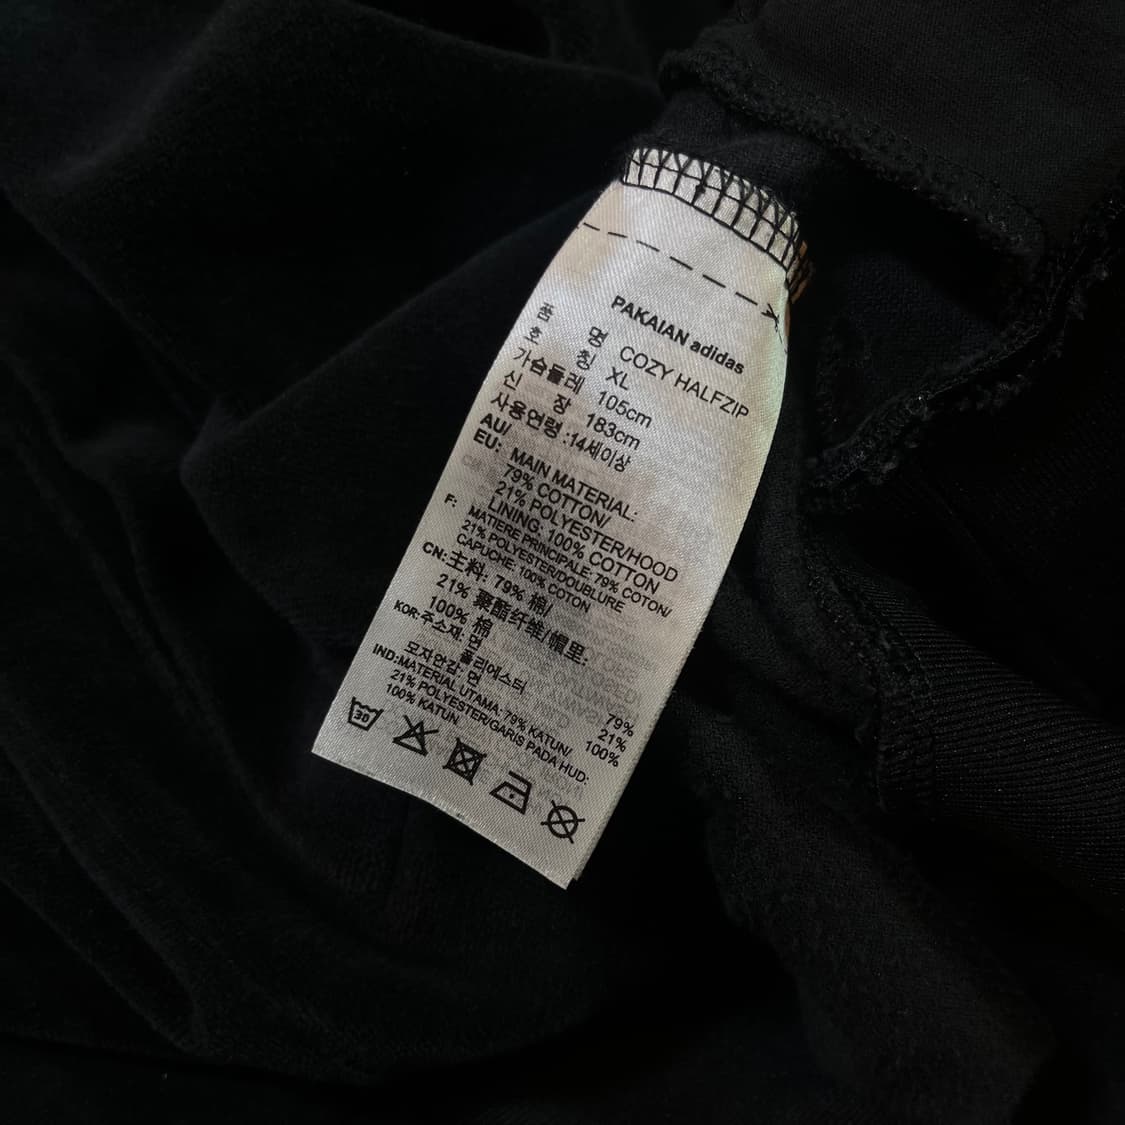 PAKAIAN adidas
품 명 COZY HALFZIP
호 칭 XL
가슴둘레 105cm
신 장 183cm
사용연령 :14세이상
AU/
EU: MAIN MATERIAL:
79% COTTON/
21% POLYESTER/HOOD
LINING: 100% COTTON
F: MATIERE PRINCIPALE: 79% COTON/
21% POLYESTER/DOUBLURE
CAPUCHE: 100% COTON
CN: 主料: 79% 棉/
21% 聚酯纤维/帽里:
100% 棉
KOR: 주소재: 면 79%
폴리에스터 21%
모자안감: 면 100%
IND: MATERIAL UTAMA: 79% KATUN/
21% POLYESTER/GARIS PADA HUD:
100% KATUN
30